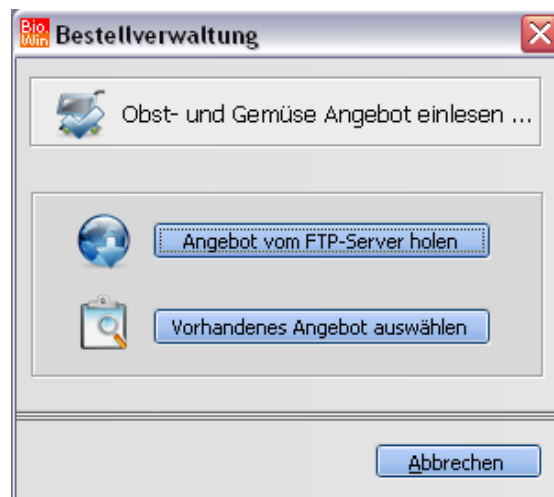 Bio.
Win
Bestellverwaltung
Obst- und Gemüse Angebot einlesen ...
Angebot vom FTP-Server holen
Vorhandenes Angebot auswählen
Abbrechen